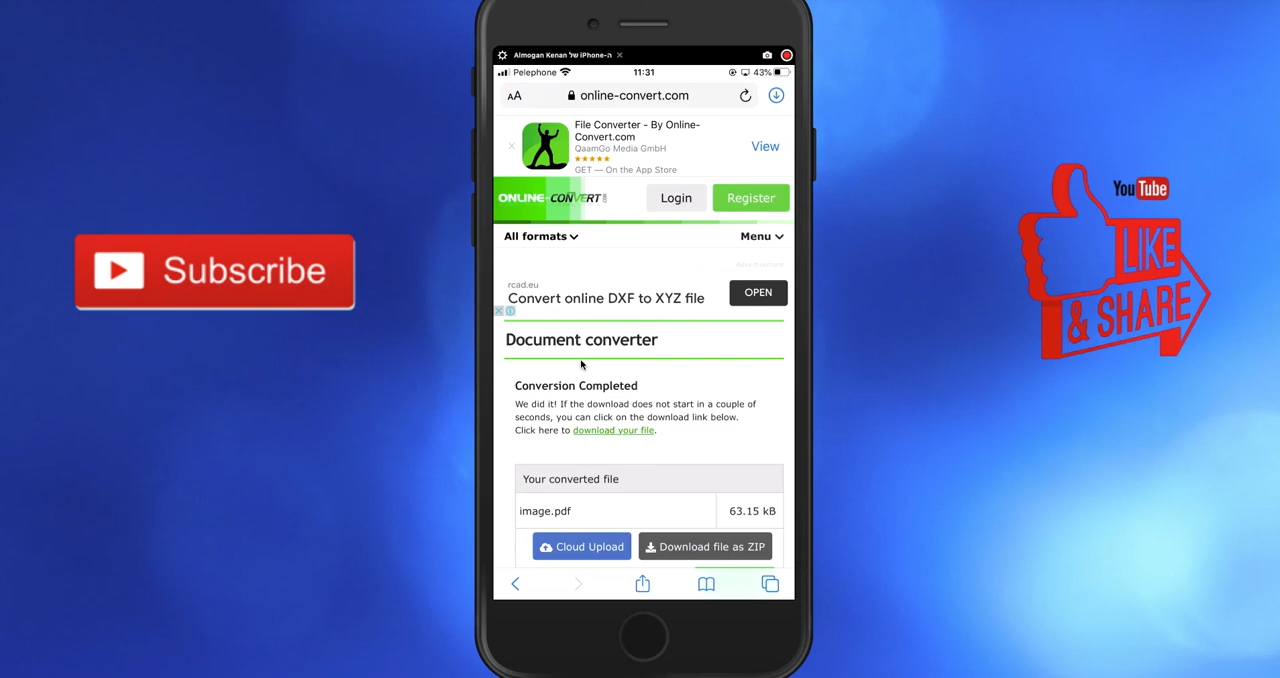 Almogan Kenan של iPhone-ה
Pelephone
11:31
43%
AA
online-convert.com
File Converter - By Online-
Convert.com
QaamGo Media GmbH
GET — On the App Store
View
ONLINE CONVERT COM
Login
Register
All formats
Menu
Advertisement
rcad.eu
Convert online DXF to XYZ file
OPEN
Document converter
Conversion Completed
We did it! If the download does not start in a couple of
seconds, you can click on the download link below.
Click here to download your file.
Your converted file
image.pdf
63.15 kB
Cloud Upload
Download file as ZIP
Subscribe
YouTube
LIKE
& SHARE